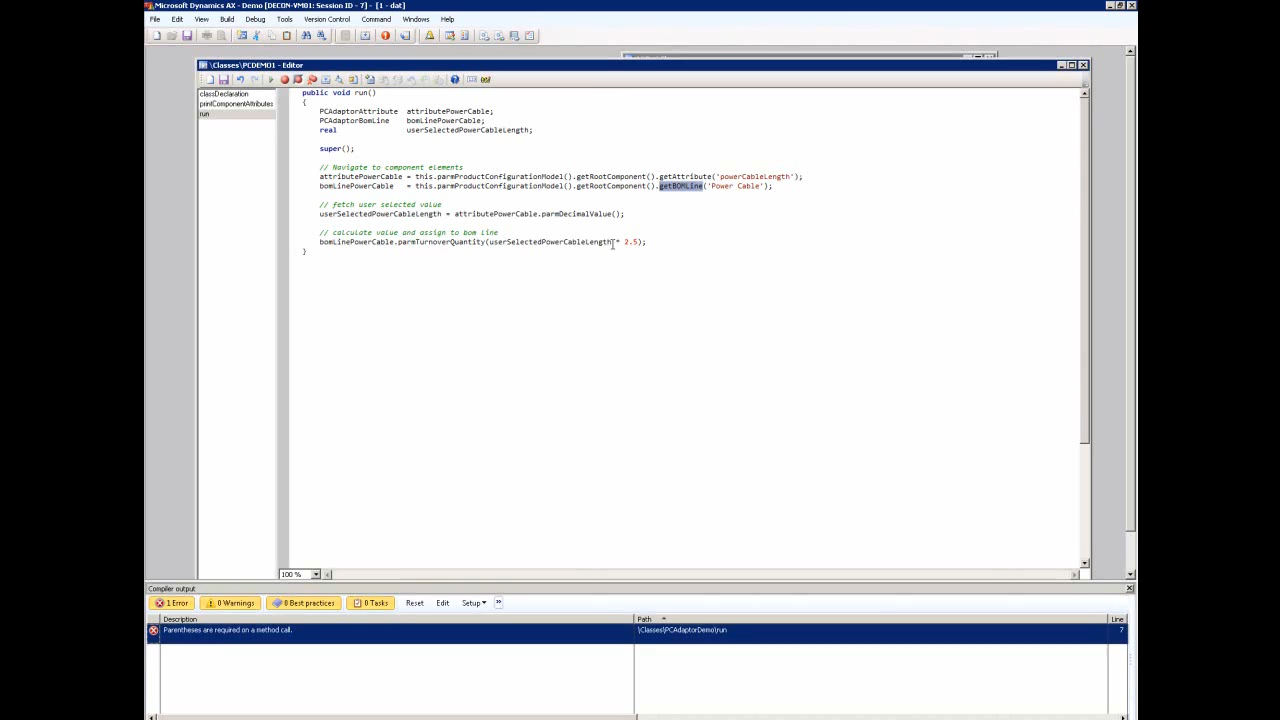 Microsoft Dynamics AX - Demo [DECON-VM01: Session ID - 7] - [1 - dat]
File Edit View Build Debug Tools Version Control Command Windows Help
\Classes\PCDEMO1 - Editor
classDeclaration
printComponentAttributes
run
public void run()
{
PCAdaptorAttribute attributePowerCable;
PCAdaptorBomLine bomLinePowerCable;
real userSelectedPowerCableLength;
super();
// Navigate to component elements
attributePowerCable = this.parmProductConfigurationModel().getRootComponent().getAttribute('powerCableLength');
bomLinePowerCable = this.parmProductConfigurationModel().getRootComponent().getBOMLine('Power Cable');
// fetch user selected value
userSelectedPowerCableLength = attributePowerCable.parmDecimalValue();
// calculate value and assign to bom line
bomLinePowerCable.parmTurnoverQuantity(userSelectedPowerCableLength * 2.5);
}
100 %
Compiler output
1 Error 0 Warnings 0 Best practices 0 Tasks Reset Edit Setup
Description Path Line
Parentheses are required on a method call. \Classes\PCAdaptorDemo\run 7